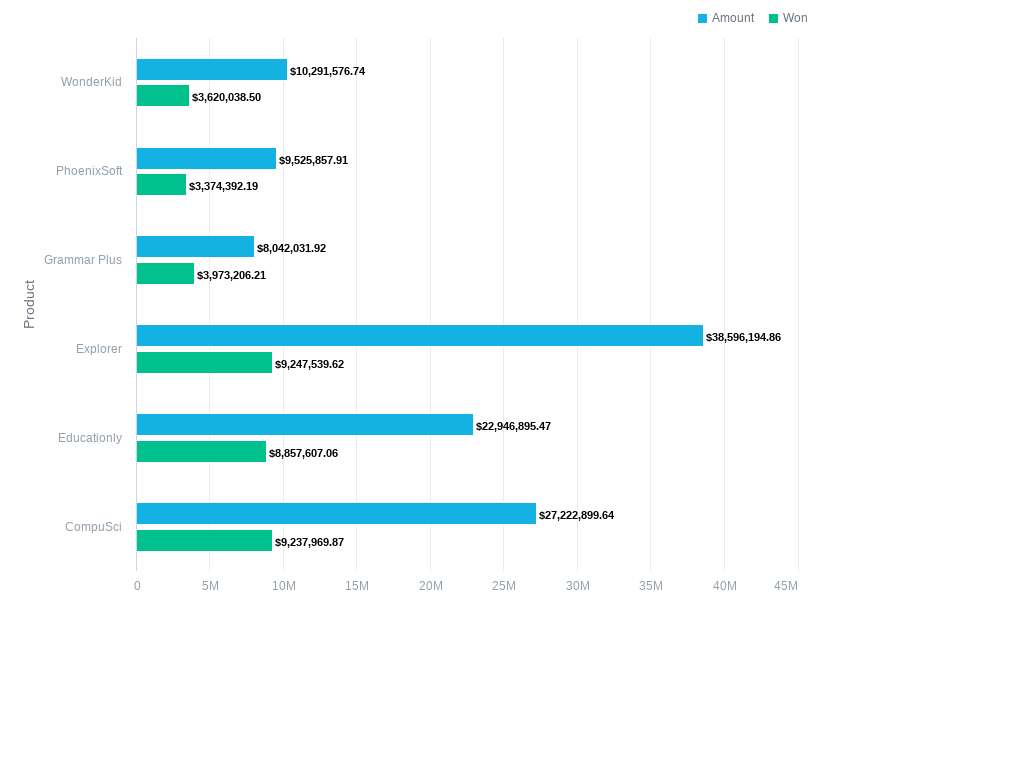 Amount Won
Product
WonderKid
$10,291,576.74
$3,620,038.50
PhoenixSoft
$9,525,857.91
$3,374,392.19
Grammar Plus
$8,042,031.92
$3,973,206.21
Explorer
$38,596,194.86
$9,247,539.62
Educationly
$22,946,895.47
$8,857,607.06
CompuSci
$27,222,899.64
$9,237,969.87
0 5M 10M 15M 20M 25M 30M 35M 40M 45M